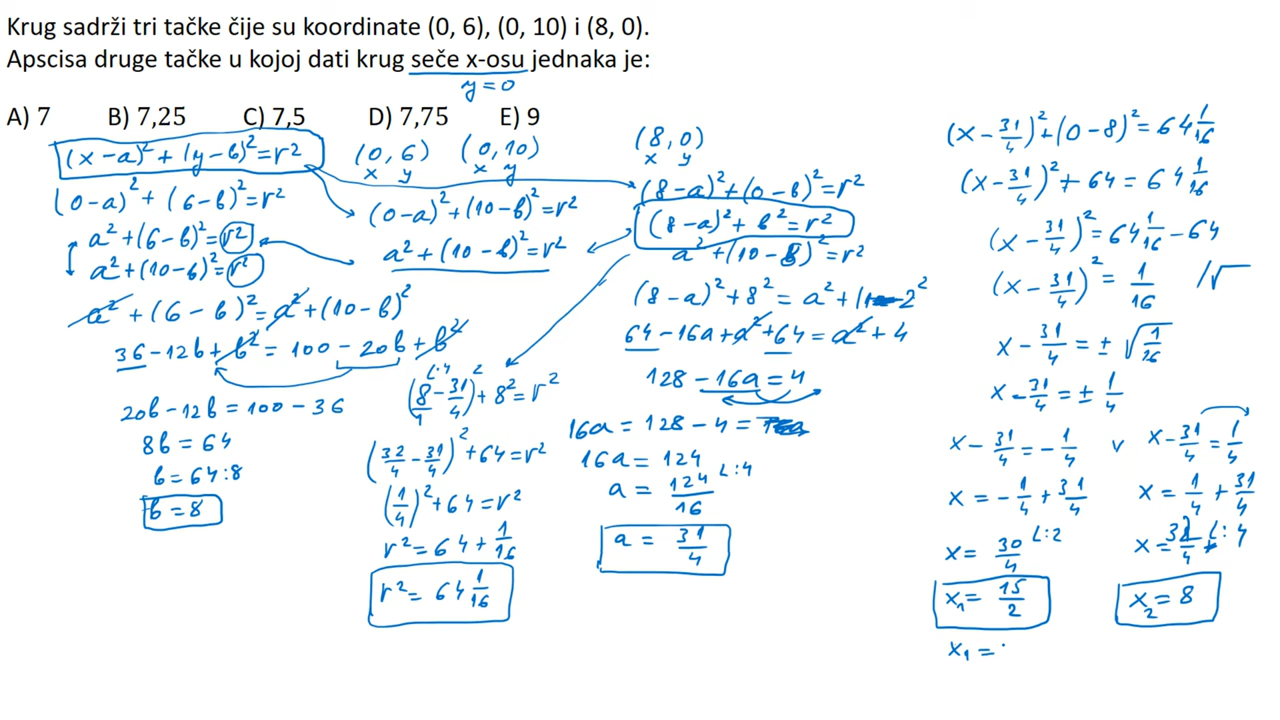 Krug sadrži tri tačke čije su koordinate (0, 6), (0, 10) i (8, 0).
Apscisa druge tačke u kojoj dati krug seče x-osu jednaka je:
y = 0
A) 7 B) 7,25 C) 7,5 D) 7,75 E) 9
(x-a)² + (y-b)² = r²
(0-a)² + (6-b)² = r²
a² + (6-b)² = r²
a² + (10-b)² = r²
a² + (6-b)² = a² + (10-b)²
36 - 12b + b² = 100 - 20b + b²
20b - 12b = 100 - 36
8b = 64
b = 64:8
b = 8
(0, 6) (0, 10)
x y x y
(0-a)² + (10-b)² = r²
a² + (10-b)² = r²
(8, 0)
x y
(8-a)² + (0-b)² = r²
(8-a)² + b² = r²
a² + (10-8)² = r²
(8-a)² + 8² = a² + 2²
64 - 16a + a² + 64 = a² + 4
128 - 16a = 4
16a = 128 - 4 =
16a = 124
a = 124/16 /:4
a = 31/4
/·4
(8/1 - 31/4)² + 8² = r²
(32/4 - 31/4)² + 64 = r²
(1/4)² + 64 = r²
r² = 64 + 1/16
r² = 64 1/16
(x - 31/4)² + (0-8)² = 64 1/16
(x - 31/4)² + 64 = 64 1/16
(x - 31/4)² = 64 1/16 - 64
(x - 31/4)² = 1/16 /√
x - 31/4 = ± √1/16
x - 31/4 = ± 1/4
x - 31/4 = - 1/4 v x - 31/4 = 1/4
x = - 1/4 + 31/4 x = 1/4 + 31/4
x = 30/4 /:2 x = 32/4 /:4
x₁ = 15/2 x₂ = 8
x₁ =